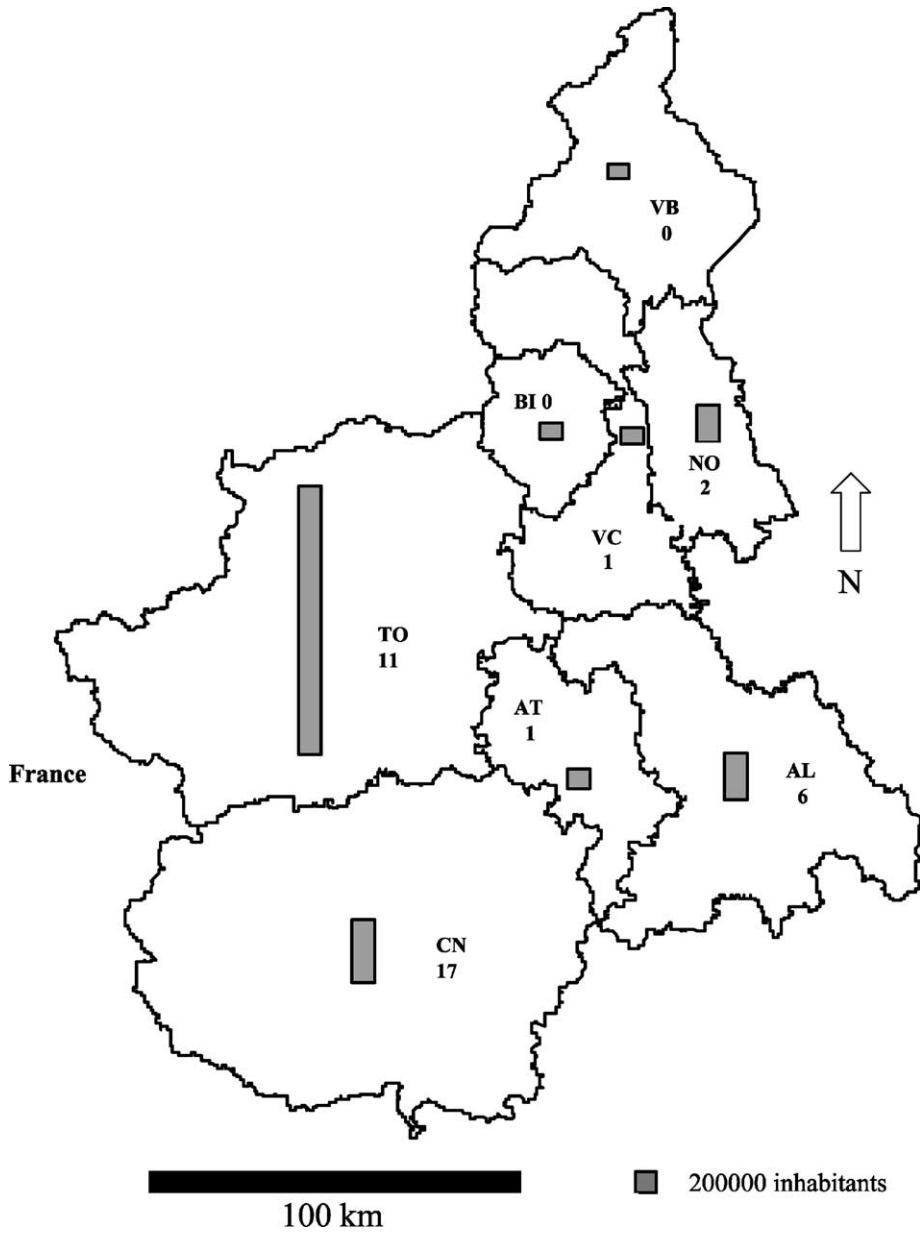 VB
0
BI 0
NO
2
VC
1
N
TO
11
AT
1
France
AL
6
CN
17
200000 inhabitants
100 km